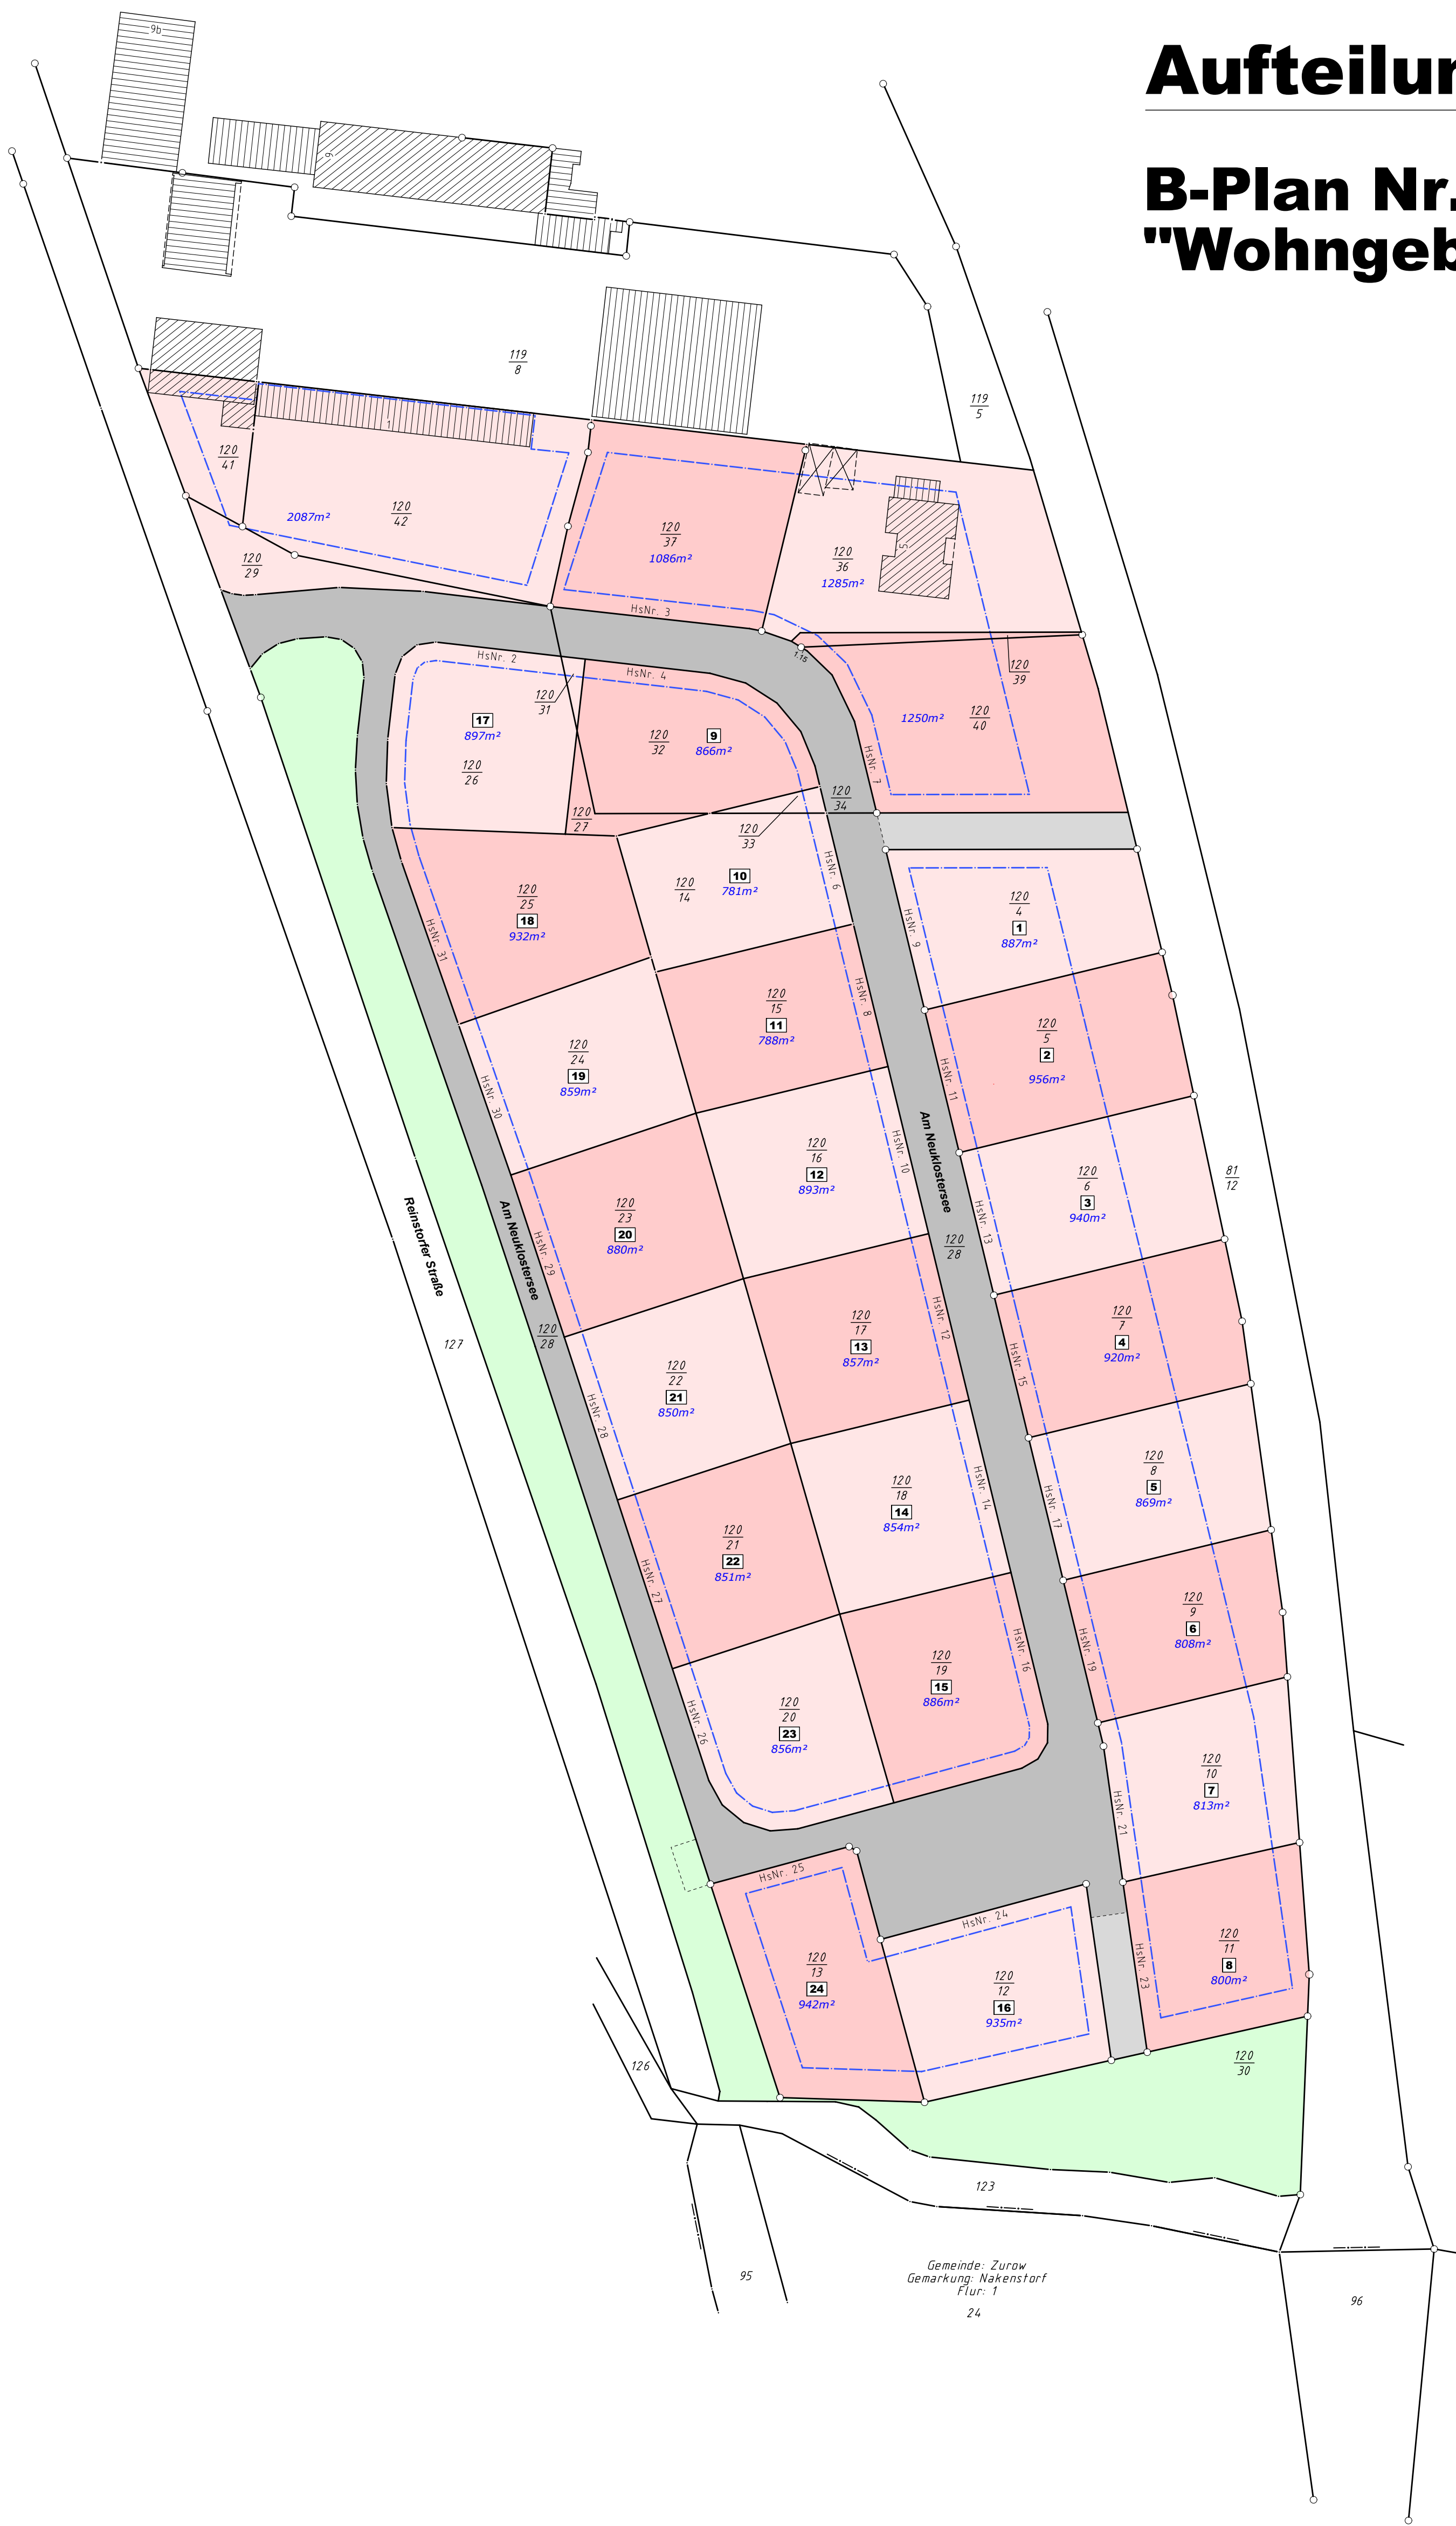 Aufteilun
B-Plan Nr.
"Wohngeb
9b
9
119
8
119
5
1
120
41
2087m²
120
42
120
37
1086m²
120
36
1285m²
5
120
29
HsNr. 3
HsNr. 2
HsNr. 4
1.15
120
39
120
31
17
897m²
120
26
120
32
9
866m²
1250m²
120
40
HsNr. 7
120
34
120
27
120
33
HsNr. 6
120
14
10
781m²
120
25
18
932m²
HsNr. 31
HsNr. 9
120
4
1
887m²
HsNr. 8
120
15
11
788m²
120
5
2
956m²
120
24
19
859m²
HsNr. 30
HsNr. 11
Am Neuklostersee
HsNr. 10
120
16
12
893m²
120
6
3
940m²
81
12
Reinstorfer Straße
Am Neuklostersee
120
23
20
880m²
HsNr. 29
HsNr. 13
120
28
120
17
13
857m²
HsNr. 12
120
7
4
920m²
127
120
28
HsNr. 15
120
22
21
850m²
HsNr. 28
120
18
14
854m²
HsNr. 14
120
8
5
869m²
HsNr. 17
120
21
22
851m²
HsNr. 27
120
9
6
808m²
HsNr. 19
HsNr. 16
120
19
15
886m²
120
20
23
856m²
HsNr. 26
120
10
7
813m²
HsNr. 21
HsNr. 25
HsNr. 24
120
11
8
800m²
HsNr. 23
120
13
24
942m²
120
12
16
935m²
126
120
30
123
Gemeinde: Zurow
Gemarkung: Nakenstorf
Flur: 1
95
24
96